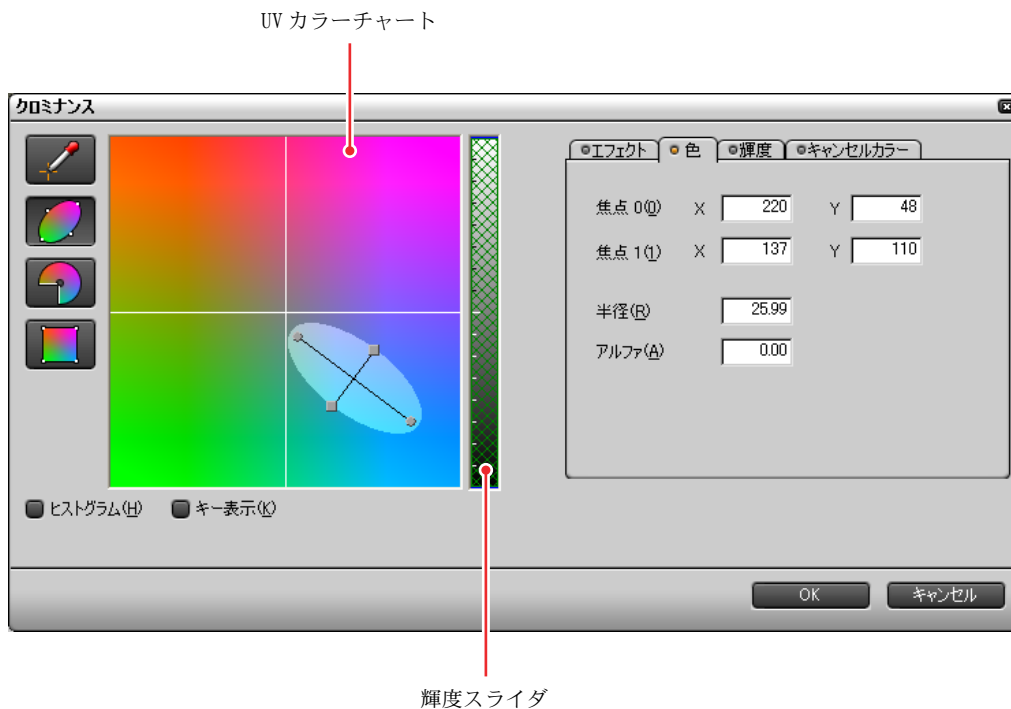 UV カラーチャート
クロミナンス
エフェクト 色 輝度 キャンセルカラー
焦点 0(0) X 220 Y 48
焦点 1(1) X 137 Y 110
半径(R) 25.99
アルファ(A) 0.00
ヒストグラム(H) キー表示(K)
OK キャンセル
輝度スライダ